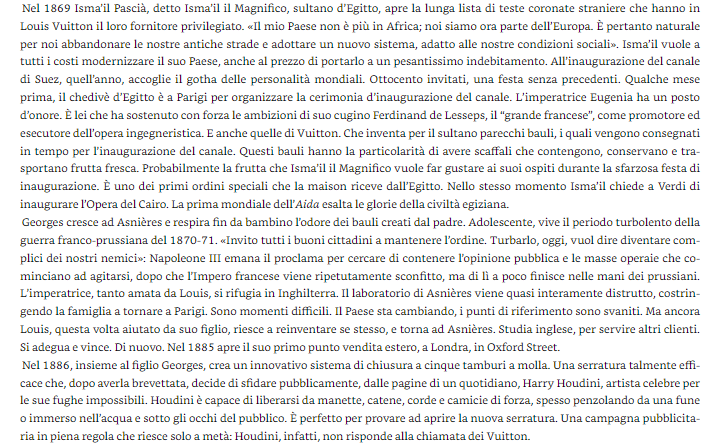 Nel 1869 Isma’il Pascià, detto Isma’il il Magnifico, sultano d’Egitto, apre la lunga lista di teste coronate straniere che hanno in
Louis Vuitton il loro fornitore privilegiato. «Il mio Paese non è più in Africa; noi siamo ora parte dell’Europa. È pertanto naturale
per noi abbandonare le nostre antiche strade e adottare un nuovo sistema, adatto alle nostre condizioni sociali». Isma’il vuole a
tutti i costi modernizzare il suo Paese, anche al prezzo di portarlo a un pesantissimo indebitamento. All’inaugurazione del canale
di Suez, quell’anno, accoglie il gotha delle personalità mondiali. Ottocento invitati, una festa senza precedenti. Qualche mese
prima, il chedivè d’Egitto è a Parigi per organizzare la cerimonia d’inaugurazione del canale. L’imperatrice Eugenia ha un posto
d’onore. È lei che ha sostenuto con forza le ambizioni di suo cugino Ferdinand de Lesseps, il “grande francese”, come promotore ed
esecutore dell’opera ingegneristica. E anche quelle di Vuitton. Che inventa per il sultano parecchi bauli, i quali vengono consegnati
in tempo per l’inaugurazione del canale. Questi bauli hanno la particolarità di avere scaffali che contengono, conservano e tra-
sportano frutta fresca. Probabilmente la frutta che Isma’il il Magnifico vuole far gustare ai suoi ospiti durante la sfarzosa festa di
inaugurazione. È uno dei primi ordini speciali che la maison riceve dall’Egitto. Nello stesso momento Isma’il chiede a Verdi di
inaugurare l’Opera del Cairo. La prima mondiale dell’Aida esalta le glorie della civiltà egiziana.
Georges cresce ad Asnières e respira fin da bambino l’odore dei bauli creati dal padre. Adolescente, vive il periodo turbolento della
guerra franco-prussiana del 1870-71. «Invito tutti i buoni cittadini a mantenere l’ordine. Turbarlo, oggi, vuol dire diventare com-
plici dei nostri nemici»: Napoleone III emana il proclama per cercare di contenere l’opinione pubblica e le masse operaie che co-
minciano ad agitarsi, dopo che l’Impero francese viene ripetutamente sconfitto, ma di lì a poco finisce nelle mani dei prussiani.
L’imperatrice, tanto amata da Louis, si rifugia in Inghilterra. Il laboratorio di Asnières viene quasi interamente distrutto, costrin-
gendo la famiglia a tornare a Parigi. Sono momenti difficili. Il Paese sta cambiando, i punti di riferimento sono svaniti. Ma ancora
Louis, questa volta aiutato da suo figlio, riesce a reinventare se stesso, e torna ad Asnières. Studia inglese, per servire altri clienti.
Si adegua e vince. Di nuovo. Nel 1885 apre il suo primo punto vendita estero, a Londra, in Oxford Street.
Nel 1886, insieme al figlio Georges, crea un innovativo sistema di chiusura a cinque tamburi a molla. Una serratura talmente effi-
cace che, dopo averla brevettata, decide di sfidare pubblicamente, dalle pagine di un quotidiano, Harry Houdini, artista celebre per
le sue fughe impossibili. Houdini è capace di liberarsi da manette, catene, corde e camicie di forza, spesso penzolando da una fune
o immerso nell’acqua e sotto gli occhi del pubblico. È perfetto per provare ad aprire la nuova serratura. Una campagna pubblicita-
ria in piena regola che riesce solo a metà: Houdini, infatti, non risponde alla chiamata dei Vuitton.